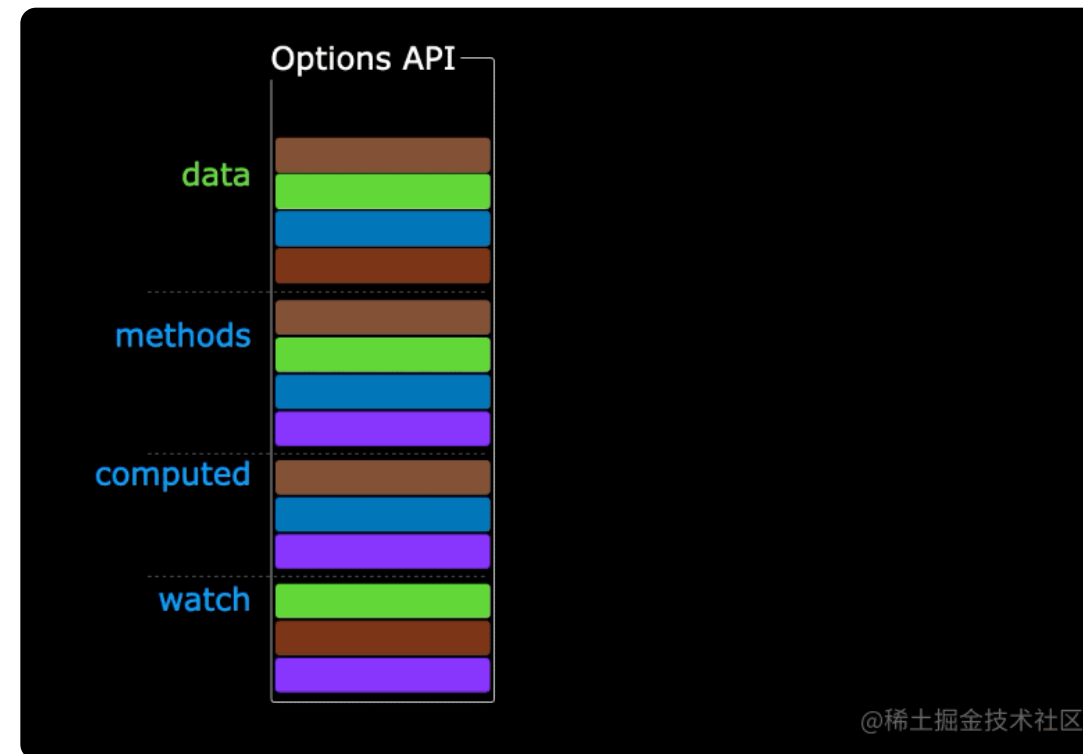 Options API
data
methods
computed
watch
@稀土掘金技术社区